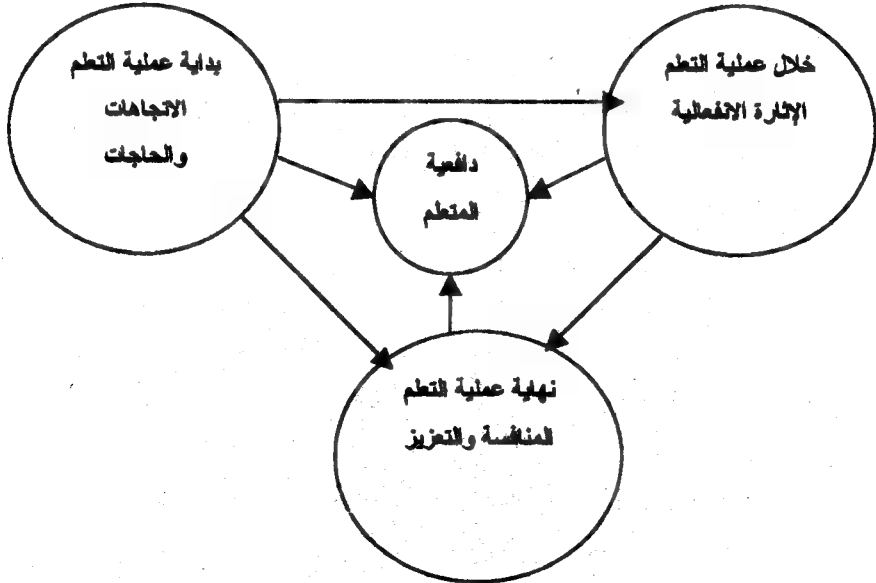 خلال عملية التعلم
الإثارة الانفعالية
بداية عملية التعلم
الاتجاهات
والحاجات
دافعية
المتعلم
نهاية عملية التعلم
المنافسة والتعزيز